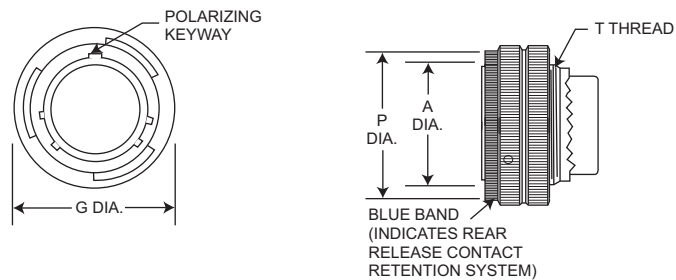 POLARIZING
KEYWAY
G DIA.
T THREAD
P
DIA.
A
DIA.
BLUE BAND
(INDICATES REAR
RELEASE CONTACT
RETENTION SYSTEM)